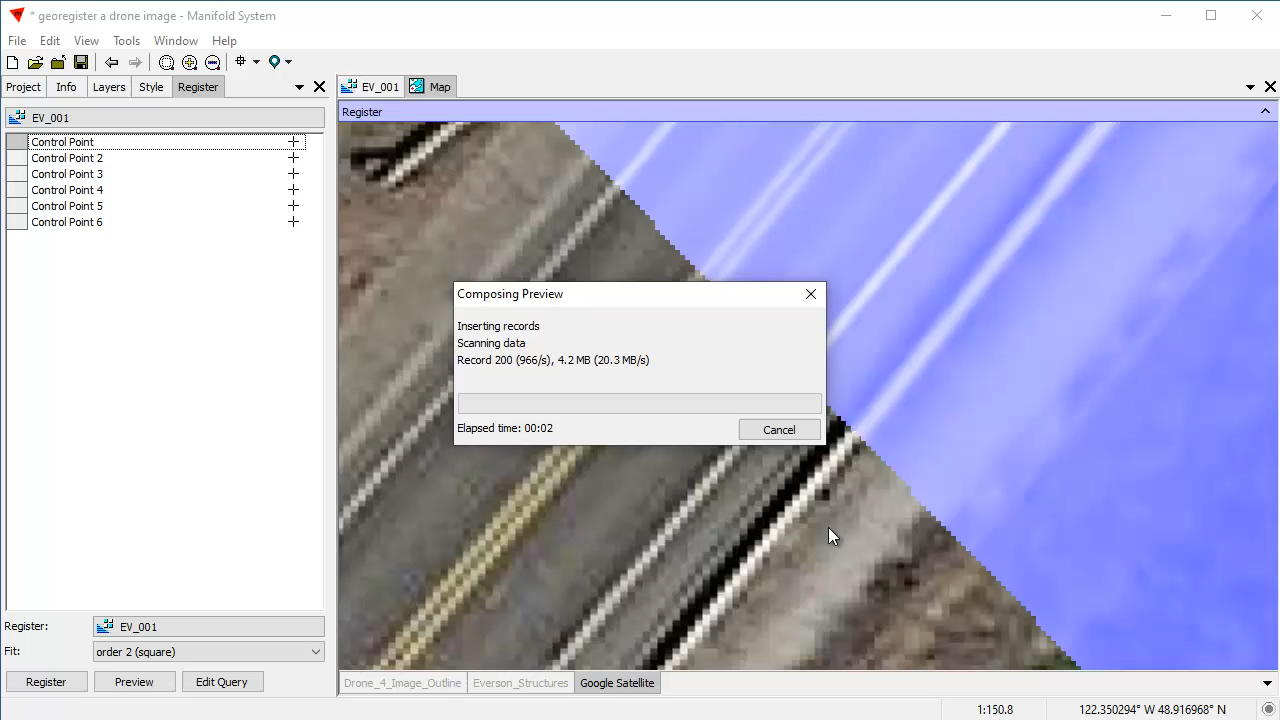 * georegister a drone image - Manifold System
File Edit View Tools Window Help
Project Info Layers Style Register
EV_001 Map
EV_001
Register
Control Point
Control Point 2
Control Point 3
Control Point 4
Control Point 5
Control Point 6
Composing Preview
Inserting records
Scanning data
Record 200 (966/s), 4.2 MB (20.3 MB/s)
Elapsed time: 00:02
Cancel
Register: EV_001
Fit: order 2 (square)
Register Preview Edit Query
Drone_4_Image_Outline Everson_Structures Google Satellite
1:150.8 122.350294° W 48.916968° N